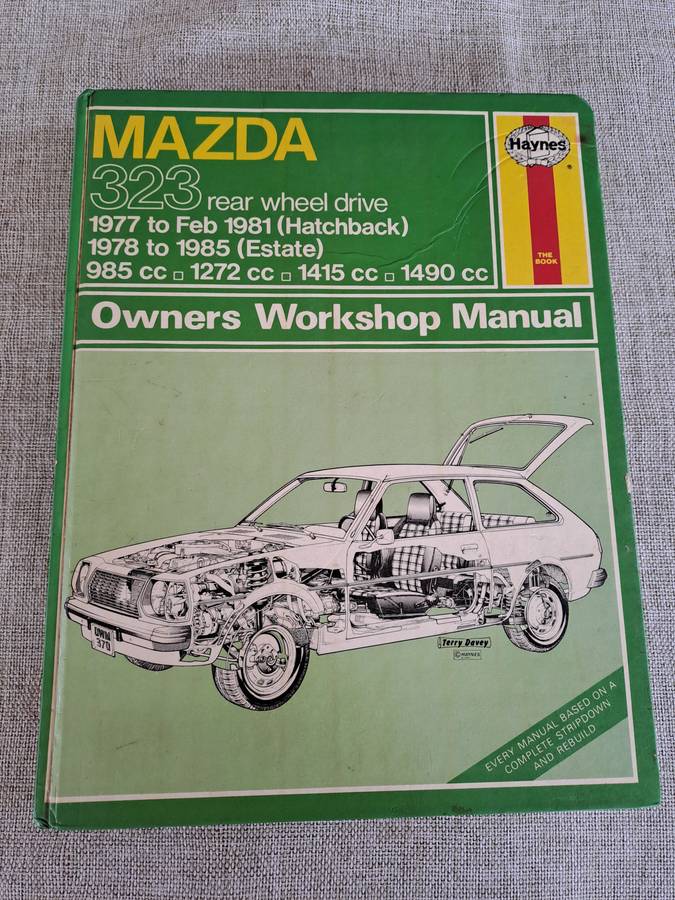 MAZDA
323 rear wheel drive
1977 to Feb 1981 (Hatchback)
1978 to 1985 (Estate)
985 cc □ 1272 cc □ 1415 cc □ 1490 cc
Haynes
®
THE
BOOK
Owners Workshop Manual
OWM
370
Terry Davey
© HAYNES
EVERY MANUAL BASED ON A
COMPLETE STRIPDOWN
AND REBUILD